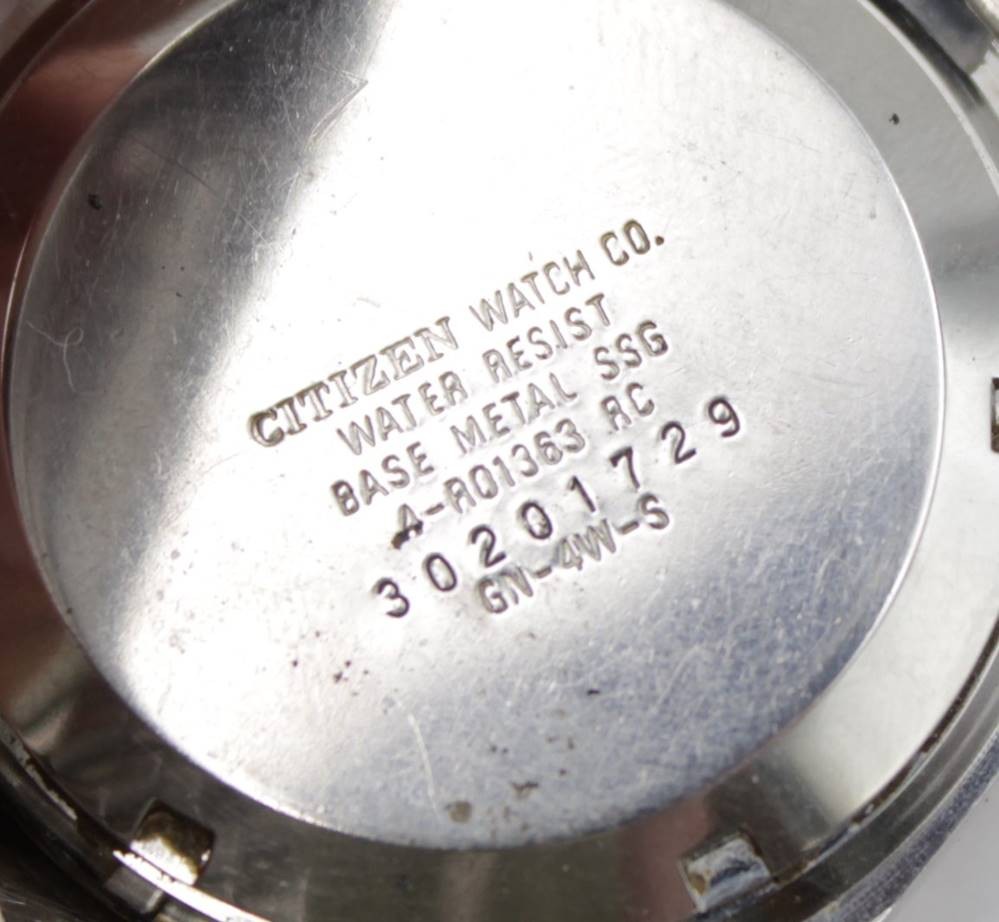 CITIZEN WATCH CO.
WATER RESIST
BASE METAL SSG
4-R01363 RC
30201729
GN-4W-S